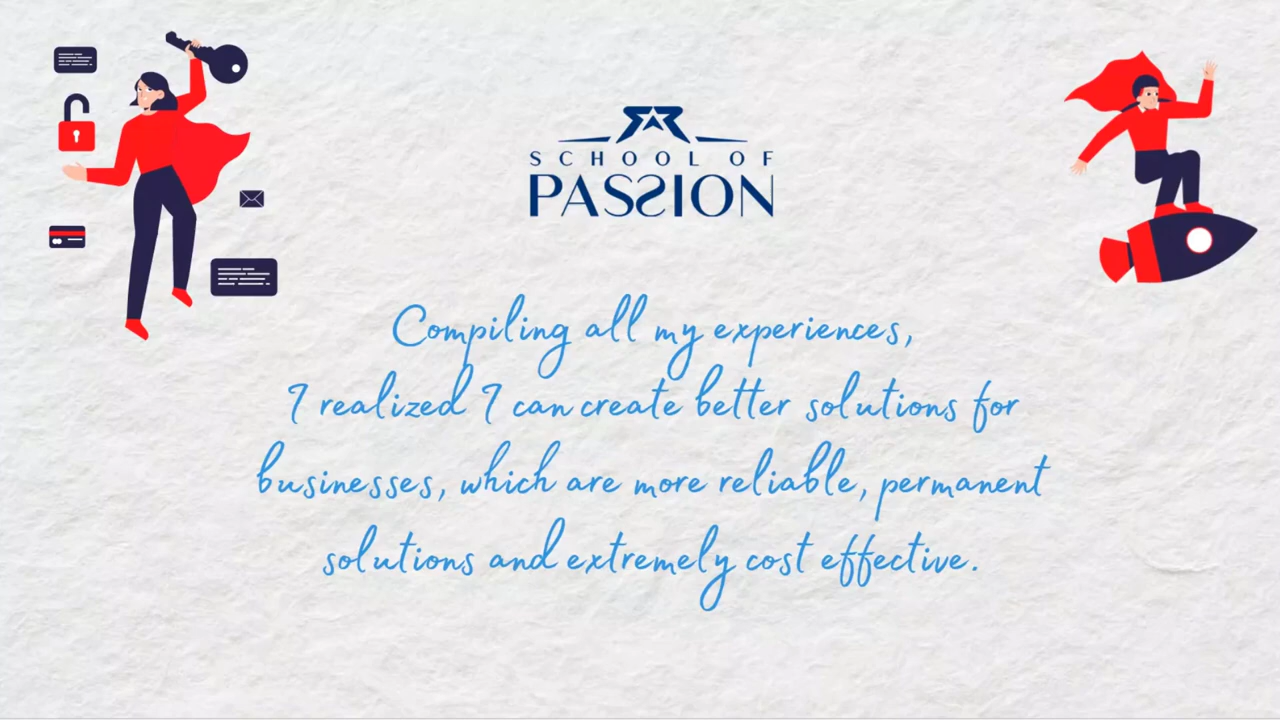 SCHOOL OF
PASSION
Compiling all my experiences,
I realized I can create better solutions for
businesses, which are more reliable, permanent
solutions and extremely cost effective.